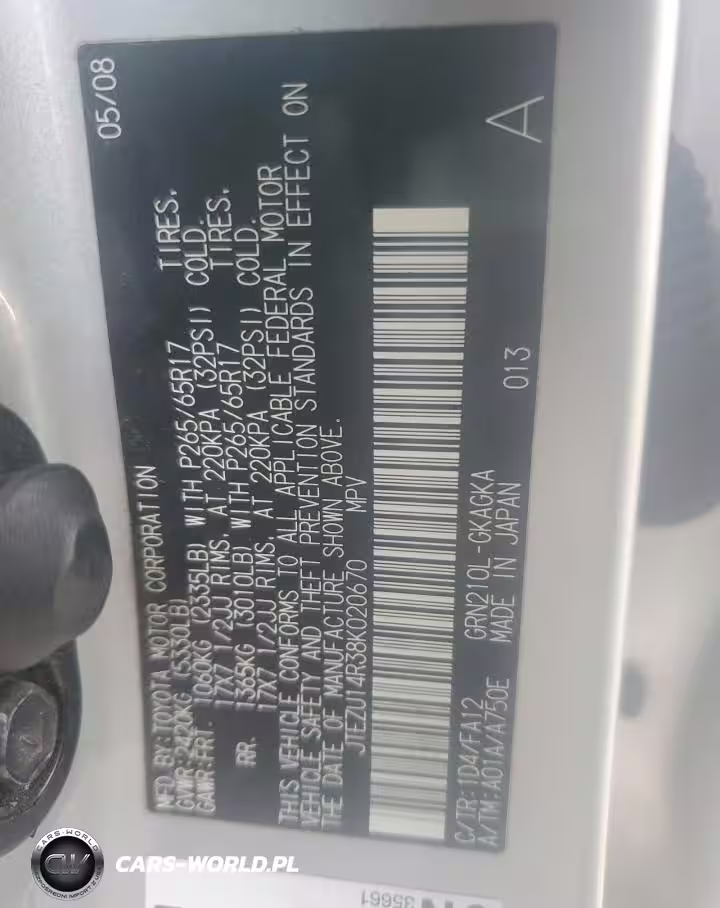 MFD BY:TOYOTA MOTOR CORPORATION 05/08
GVWR:2420KG (5330LB)
GAWR:FRT. 1060KG (2335LB) WITH P265/65R17 TIRES.
17X7 1/2JJ RIMS. AT 220KPA (32PSI) COLD.
RR. 1365KG (3010LB) WITH P265/65R17 TIRES.
17X7 1/2JJ RIMS. AT 220KPA (32PSI) COLD.
THIS VEHICLE CONFORMS TO ALL APPLICABLE FEDERAL MOTOR
VEHICLE SAFETY AND THEFT PREVENTION STANDARDS IN EFFECT ON
THE DATE OF MANUFACTURE SHOWN ABOVE.
JTEZU14R38K020670 MPV
C/TR:1D4/FA12 GRN210L-GKAGKA 013 A
A/TM:A01A/A750E MADE IN JAPAN
35661
CARS-WORLD
CW
CARS-WORLD.PL